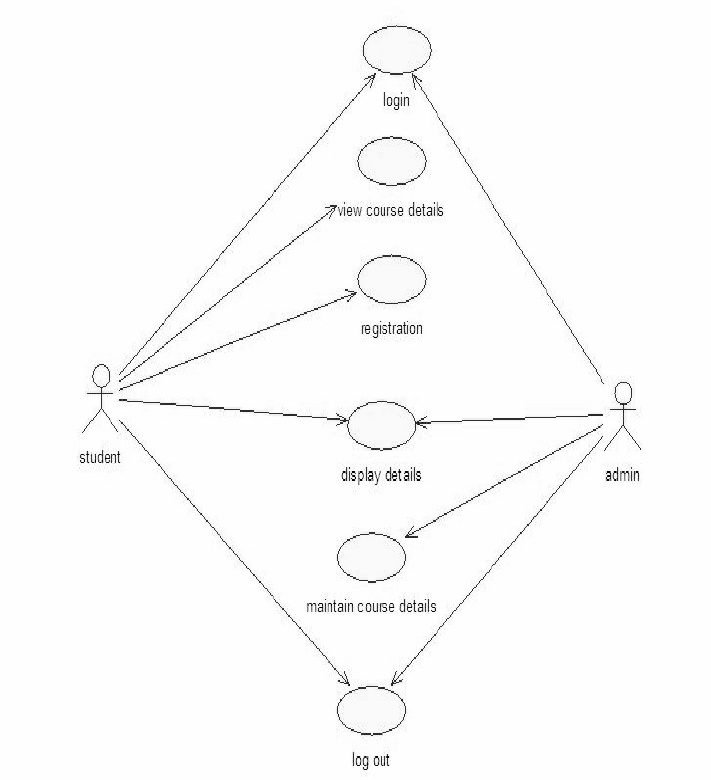 login
view course details
registration
student
display details
admin
maintain course details
log out